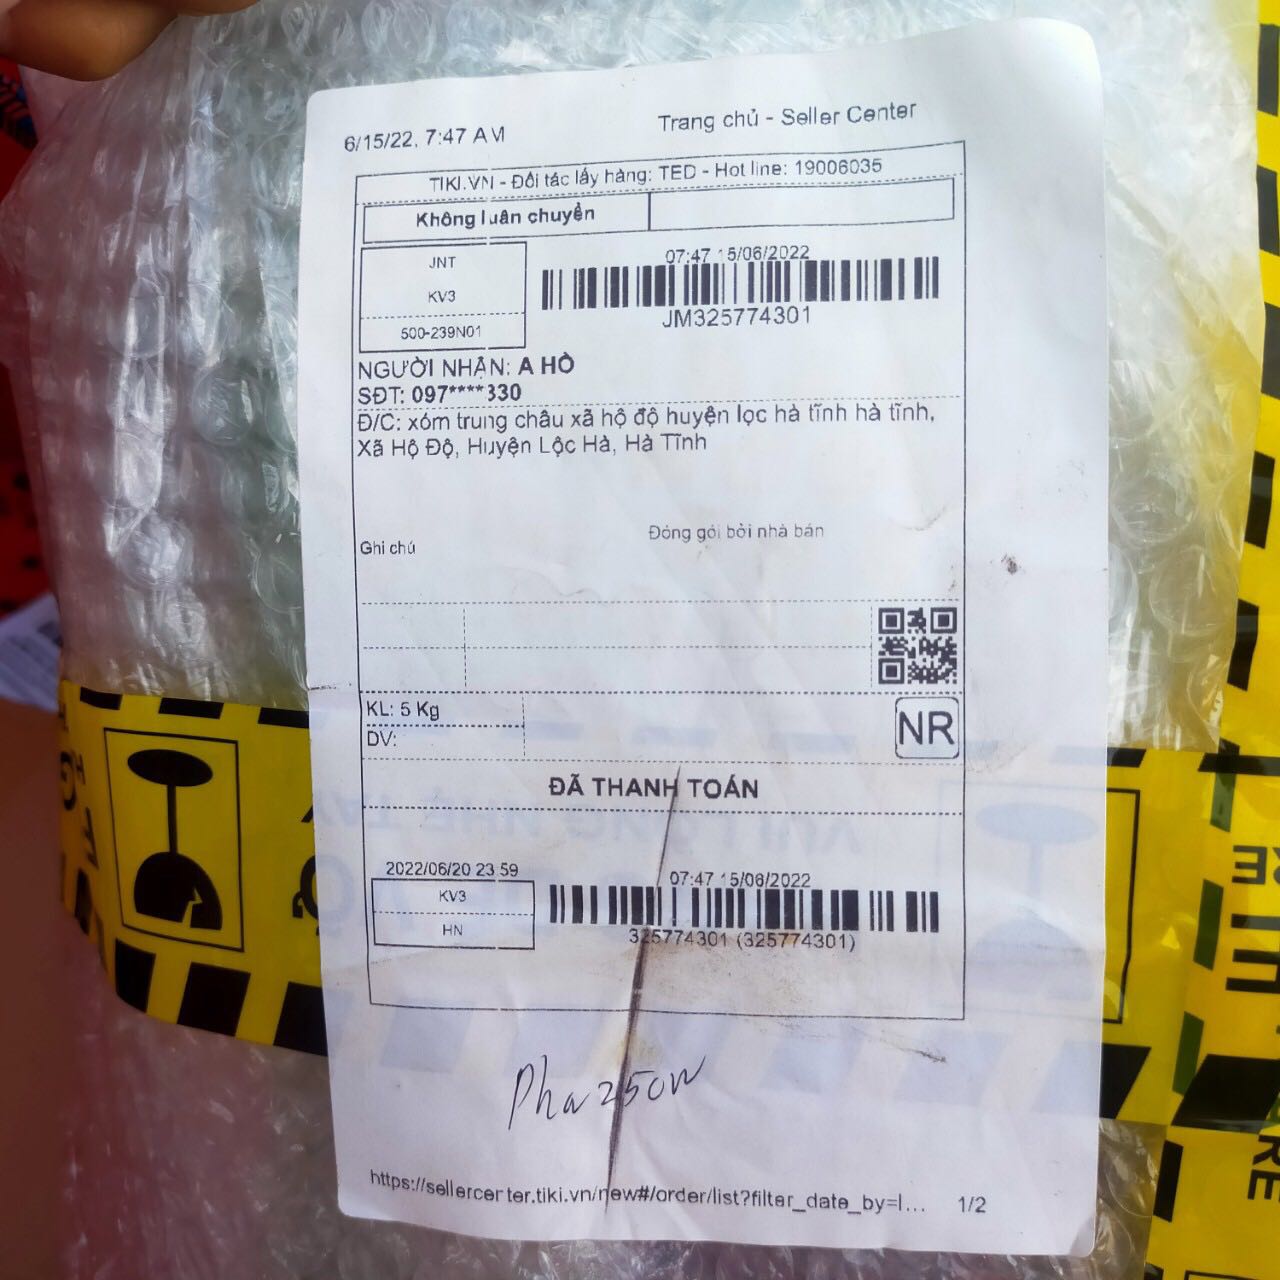 6/15/22, 7:47 AM
Trang chủ - Seller Center
TIKI.VN - Đối tác lấy hàng: TED - Hot line: 19006035
Không luân chuyển
JNT
KV3
500-239N01
07:47 15/06/2022
JM325774301
NGƯỜI NHẬN: A HÒ
SĐT: 097****330
Đ/C: xóm trung châu xã hộ độ huyện lọc hà tĩnh hà tĩnh,
Xã Hộ Độ, Huyện Lộc Hà, Hà Tĩnh
Đóng gói bởi nhà bán
Ghi chú
KL: 5 Kg
DV:
NR
ĐÃ THANH TOÁN
2022/06/20 23:59
KV3
HN
07:47 15/06/2022
325774301 (325774301)
Pha 250W
https://sellercenter.tiki.vn/new#/order/list?filter_date_by=l...
1/2